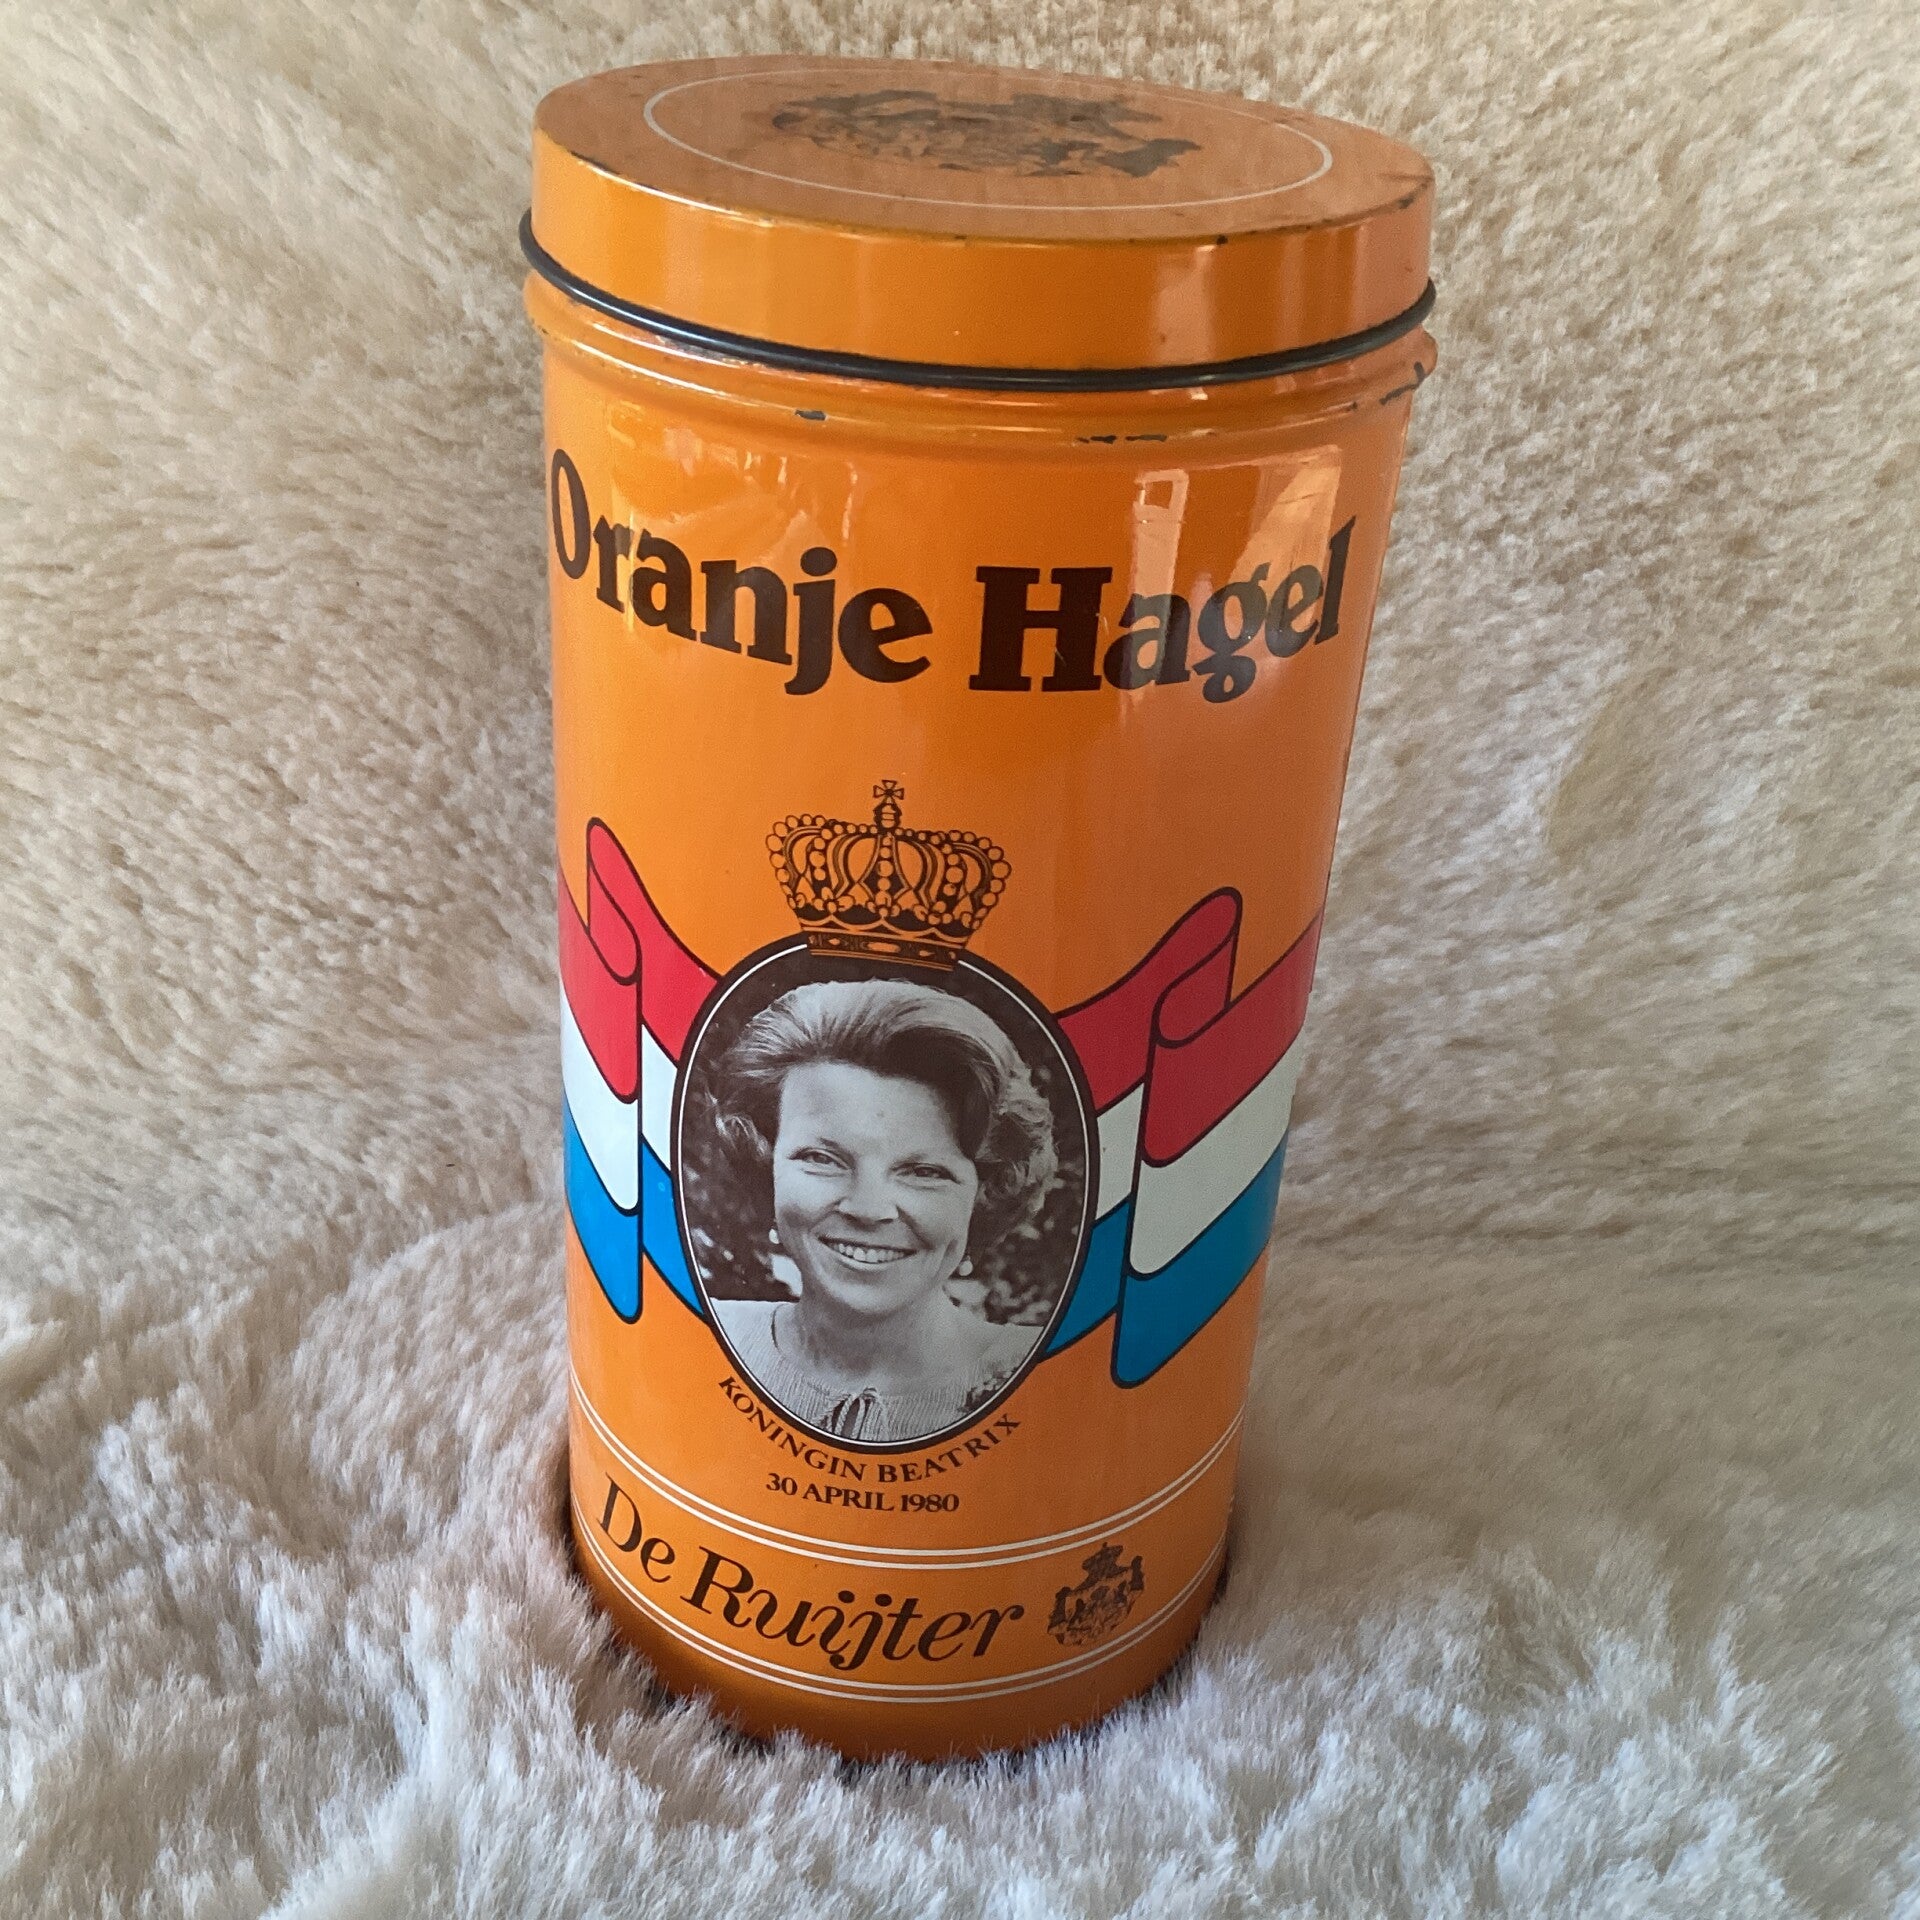 Oranje Hagel
KONINGIN BEATRIX
30 APRIL 1980
De Ruijter